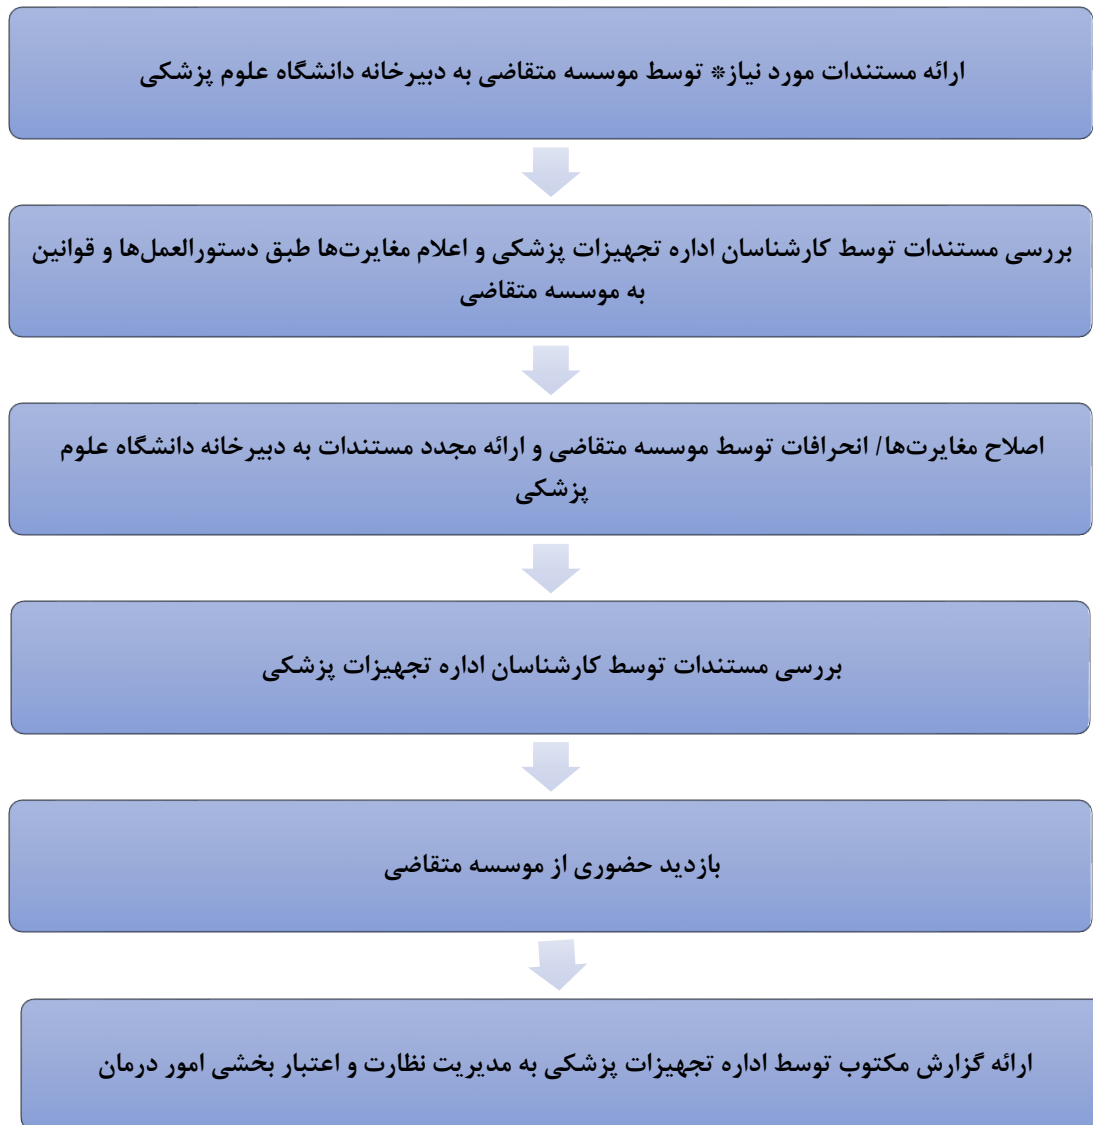 ارائه مستندات مورد نیاز* توسط موسسه متقاضی به دبیرخانه دانشگاه علوم پزشکی
بررسی مستندات توسط کارشناسان اداره تجهیزات پزشکی و اعلام مغایرت‌ها طبق دستورالعمل‌ها و قوانین
به موسسه متقاضی
اصلاح مغایرت‌ها/ انحرافات توسط موسسه متقاضی و ارائه مجدد مستندات به دبیرخانه دانشگاه علوم
پزشکی
بررسی مستندات توسط کارشناسان اداره تجهیزات پزشکی
بازدید حضوری از موسسه متقاضی
ارائه گزارش مکتوب توسط اداره تجهیزات پزشکی به مدیریت نظارت و اعتبار بخشی امور درمان